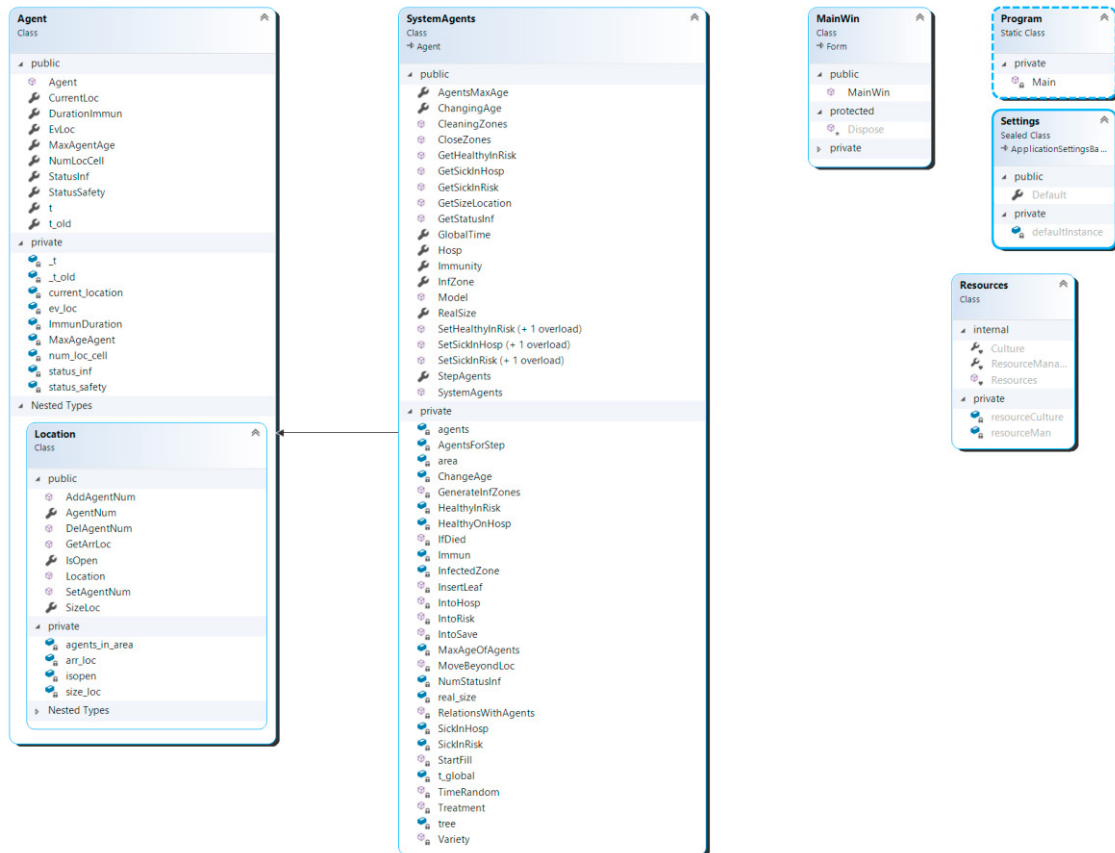 Agent
Class
public
Agent
CurrentLoc
DurationImmun
EvLoc
MaxAgentAge
NumLocCell
StatusInf
StatusSafety
t
t_old
private
_t
_t_old
current_location
ev_loc
ImmunDuration
MaxAgeAgent
num_loc_cell
status_inf
status_safety
Nested Types
Location
Class
public
AddAgentNum
AgentNum
DelAgentNum
GetArrLoc
IsOpen
Location
SetAgentNum
SizeLoc
private
agents_in_area
arr_loc
isopen
size_loc
Nested Types
SystemAgents
Class
Agent
public
AgentsMaxAge
ChangingAge
CleaningZones
CloseZones
GetHealthyInRisk
GetSickInHosp
GetSickInRisk
GetSizeLocation
GetStatusInf
GlobalTime
Hosp
Immunity
InfZone
Model
RealSize
SetHealthyInRisk (+ 1 overload)
SetSickInHosp (+ 1 overload)
SetSickInRisk (+ 1 overload)
StepAgents
SystemAgents
private
agents
AgentsForStep
area
ChangeAge
GenerateInfZones
HealthyInRisk
HealthyOnHosp
IfDied
Immun
InfectedZone
InsertLeaf
IntoHosp
IntoRisk
IntoSave
MaxAgeOfAgents
MoveBeyondLoc
NumStatusInf
real_size
RelationsWithAgents
SickInHosp
SickInRisk
StartFill
t_global
TimeRandom
Treatment
tree
Variety
MainWin
Class
Form
public
MainWin
protected
Dispose
private
Program
Static Class
private
Main
Settings
Sealed Class
ApplicationSettingsBa...
public
Default
private
defaultInstance
Resources
Class
internal
Culture
ResourceMana...
Resources
private
resourceCulture
resourceMan